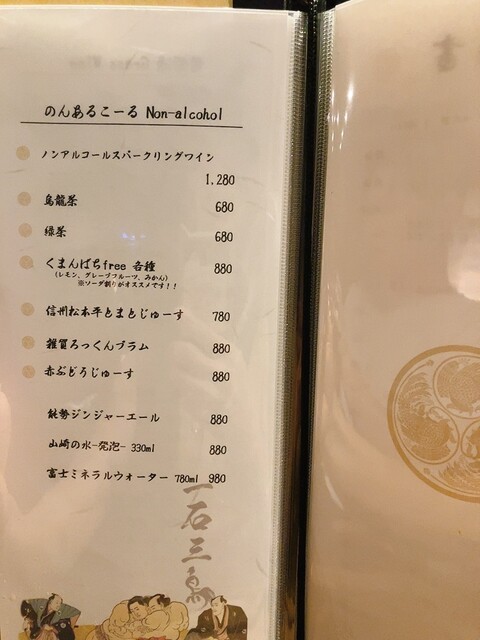 のんあるこーる Non-alcohol
ノンアルコールスパークリングワイン
1,280
烏龍茶 680
緑茶 680
くまんばちfree 各種 880
(レモン、グレープフルーツ、みかん)
※ソーダ割りがオススメです！！
信州松本平とまとじゅーす 780
雑賀ろっくんプラム 880
赤ぶどうじゅーす 880
能勢ジンジャーエール 880
山崎の水-発泡- 330ml 880
富士ミネラルウォーター 780ml 980
一石三鳥